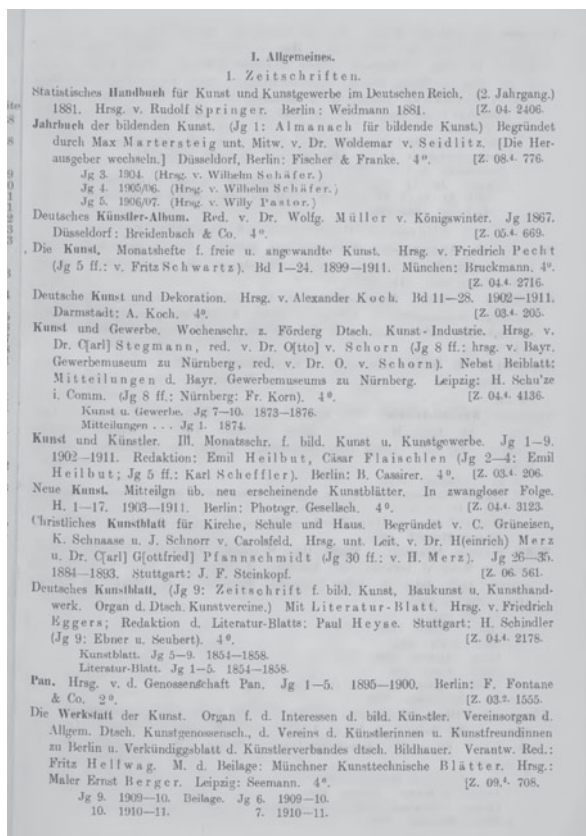 I. Allgemeines.
1. Zeitschriften.
Statistisches Handbuch für Kunst und Kunstgewerbe im Deutschen Reich. (2. Jahrgang.)
1881. Hrsg. v. Rudolf Springer. Berlin: Weidmann 1881. [Z. 04. 2406.
Jahrbuch der bildenden Kunst. (Jg 1: Almanach für bildende Kunst.) Begründet
durch Max Martersteig unt. Mitw. v. Dr. Woldemar v. Seidlitz. [Die Her-
ausgeber wechseln.] Düsseldorf, Berlin: Fischer & Franke. 4⁰. [Z. 08.⁴. 776.
Jg 3. 1904. (Hrsg. v. Wilhelm Schäfer.)
Jg 4. 1905/06. (Hrsg. v. Wilhelm Schäfer.)
Jg 5. 1906/07. (Hrsg. v. Willy Pastor.)
Deutsches Künstler-Album. Red. v. Dr. Wolfg. Müller v. Königswinter. Jg 1867.
Düsseldorf: Breidenbach & Co. 4⁰. [Z. 05.⁴. 669.
Die Kunst. Monatshefte f. freie u. angewandte Kunst. Hrsg. v. Friedrich Pecht
(Jg 5 ff.: v. Fritz Schwartz). Bd 1—24. 1899—1911. München: Bruckmann. 4⁰.
[Z. 04.⁴. 2716.
Deutsche Kunst und Dekoration. Hrsg. v. Alexander Koch. Bd 11—28. 1902—1911.
Darmstadt: A. Koch. 4⁰. [Z. 03.⁴. 205.
Kunst und Gewerbe. Wochenschr. z. Förderg Dtsch. Kunst-Industrie. Hrsg. v.
Dr. C[arl] Stegmann, red. v. Dr. O[tto] v. Schorn (Jg 8 ff.: hrsg. v. Bayr.
Gewerbemuseum zu Nürnberg, red. v. Dr. O. v. Schorn). Nebst Beiblatt:
Mitteilungen d. Bayr. Gewerbemuseums zu Nürnberg. Leipzig: H. Schulze
i. Comm. (Jg 8 ff.: Nürnberg: Fr. Korn). 4⁰. [Z. 04.⁴. 4136.
Kunst u. Gewerbe. Jg 7—10. 1873—1876.
Mitteilungen . . . Jg 1. 1874.
Kunst und Künstler. Ill. Monatsschr. f. bild. Kunst u. Kunstgewerbe. Jg 1—9.
1902—1911. Redaktion: Emil Heilbut, Cäsar Flaischlen (Jg 2—4: Emil
Heilbut; Jg 5 ff.: Karl Scheffler). Berlin: B. Cassirer. 4⁰. [Z. 03.⁴. 206.
Neue Kunst. Mitteilgn üb. neu erscheinende Kunstblätter. In zwangloser Folge.
H. 1—17. 1903—1911. Berlin: Photogr. Gesellsch. 4⁰. [Z. 04.⁴. 3123.
Christliches Kunstblatt für Kirche, Schule und Haus. Begründet v. C. Grüneisen,
K. Schnaase u. J. Schnorr v. Carolsfeld. Hrsg. unt. Leit. v. Dr. H(einrich) Merz
u. Dr. C[arl] G[ottfried] Pfannschmidt (Jg 30 ff.: v. H. Merz). Jg 26—35.
1884—1893. Stuttgart: J. F. Steinkopf. [Z. 06. 561.
Deutsches Kunstblatt. (Jg 9: Zeitschrift f. bild. Kunst, Baukunst u. Kunsthand-
werk. Organ d. Dtsch. Kunstvereine.) Mit Literatur-Blatt. Hrsg. v. Friedrich
Eggers; Redaktion d. Literatur-Blatts: Paul Heyse. Stuttgart: H. Schindler
(Jg 9: Ebner u. Seubert). 4⁰. [Z. 04.⁴. 2178.
Kunstblatt. Jg 5—9. 1854—1858.
Literatur-Blatt. Jg 1—5. 1854—1858.
Pan. Hrsg. v. d. Genossenschaft Pan. Jg 1—5. 1895—1900. Berlin: F. Fontane
& Co. 2⁰. [Z. 03.². 1555.
Die Werkstatt der Kunst. Organ f. d. Interessen d. bild. Künstler. Vereinsorgan d.
Allgem. Dtsch. Kunstgenossensch., d. Vereins d. Künstlerinnen u. Kunstfreundinnen
zu Berlin u. Verkündiggsblatt d. Künstlerverbandes dtsch. Bildhauer. Verantw. Red.:
Fritz Hellwag. M. d. Beilage: Münchner Kunsttechnische Blätter. Hrsg.:
Maler Ernst Berger. Leipzig: Seemann. 4⁰. [Z. 09.⁴. 708.
Jg 9. 1909—10. Beilage. Jg 6. 1909—10.
10. 1910—11. 7. 1910—11.